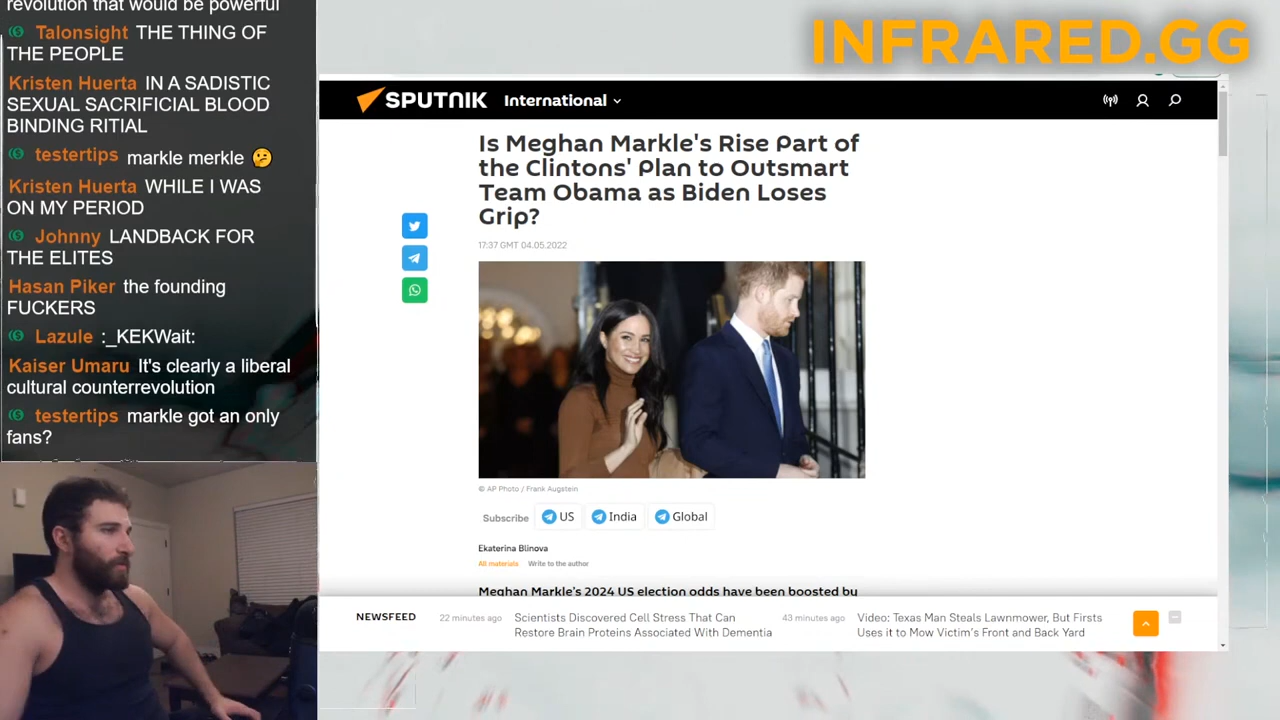 revolution that would be powerful
Talonsight THE THING OF
THE PEOPLE
Kristen Huerta IN A SADISTIC
SEXUAL SACRIFICIAL BLOOD
BINDING RITIAL
testertips markle merkle 🤔
Kristen Huerta WHILE I WAS
ON MY PERIOD
Johnny LANDBACK FOR
THE ELITES
Hasan Piker the founding
FUCKERS
Lazule :_KEKWait:
Kaiser Umaru It's clearly a liberal
cultural counterrevolution
testertips markle got an only
fans?
INFRARED.GG
SPUTNIK International
Is Meghan Markle's Rise Part of
the Clintons' Plan to Outsmart
Team Obama as Biden Loses
Grip?
17:37 GMT 04.05.2022
© AP Photo / Frank Augstein
Subscribe US India Global
Ekaterina Blinova
All materials Write to the author
Meghan Markle's 2024 US election odds have been boosted by
NEWSFEED
22 minutes ago
Scientists Discovered Cell Stress That Can
Restore Brain Proteins Associated With Dementia
43 minutes ago
Video: Texas Man Steals Lawnmower, But Firsts
Uses it to Mow Victim's Front and Back Yard